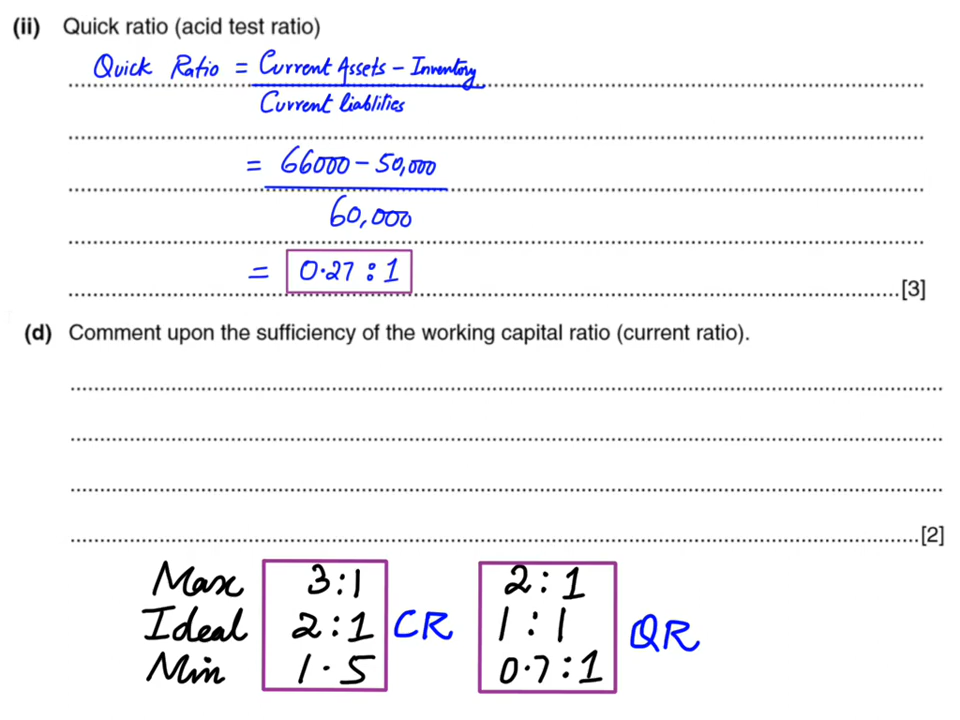 (ii) Quick ratio (acid test ratio)
Quick Ratio = Current Assets - Inventory
Current liablities
= 66000 - 50,000
60,000
= 0.27 : 1
[3]
(d) Comment upon the sufficiency of the working capital ratio (current ratio).
[2]
Max 3:1 2:1
Ideal 2:1 CR 1:1 QR
Min 1.5 0.7:1